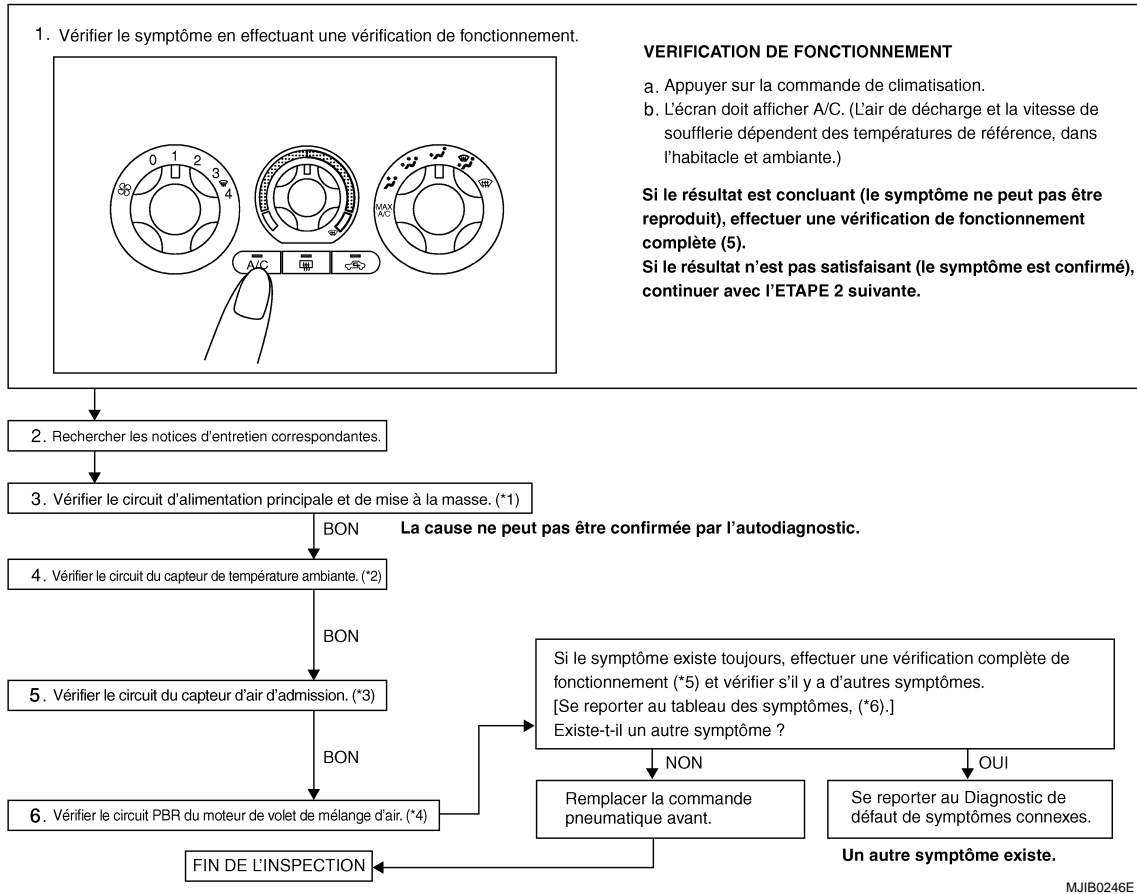 1. Vérifier le symptôme en effectuant une vérification de fonctionnement.
0 1 2 3 4
MAX
A/C
A/C
VERIFICATION DE FONCTIONNEMENT
a. Appuyer sur la commande de climatisation.
b. L'écran doit afficher A/C. (L'air de décharge et la vitesse de
soufflerie dépendent des températures de référence, dans
l'habitacle et ambiante.)
Si le résultat est concluant (le symptôme ne peut pas être
reproduit), effectuer une vérification de fonctionnement
complète (5).
Si le résultat n'est pas satisfaisant (le symptôme est confirmé),
continuer avec l'ETAPE 2 suivante.
2. Rechercher les notices d'entretien correspondantes.
3. Vérifier le circuit d'alimentation principale et de mise à la masse. (*1)
BON
La cause ne peut pas être confirmée par l'autodiagnostic.
4. Vérifier le circuit du capteur de température ambiante. (*2)
BON
5. Vérifier le circuit du capteur d'air d'admission. (*3)
BON
6. Vérifier le circuit PBR du moteur de volet de mélange d'air. (*4)
Si le symptôme existe toujours, effectuer une vérification complète de
fonctionnement (*5) et vérifier s'il y a d'autres symptômes.
[Se reporter au tableau des symptômes, (*6).]
Existe-t-il un autre symptôme ?
NON
OUI
Remplacer la commande
pneumatique avant.
Se reporter au Diagnostic de
défaut de symptômes connexes.
Un autre symptôme existe.
FIN DE L'INSPECTION
MJIB0246E